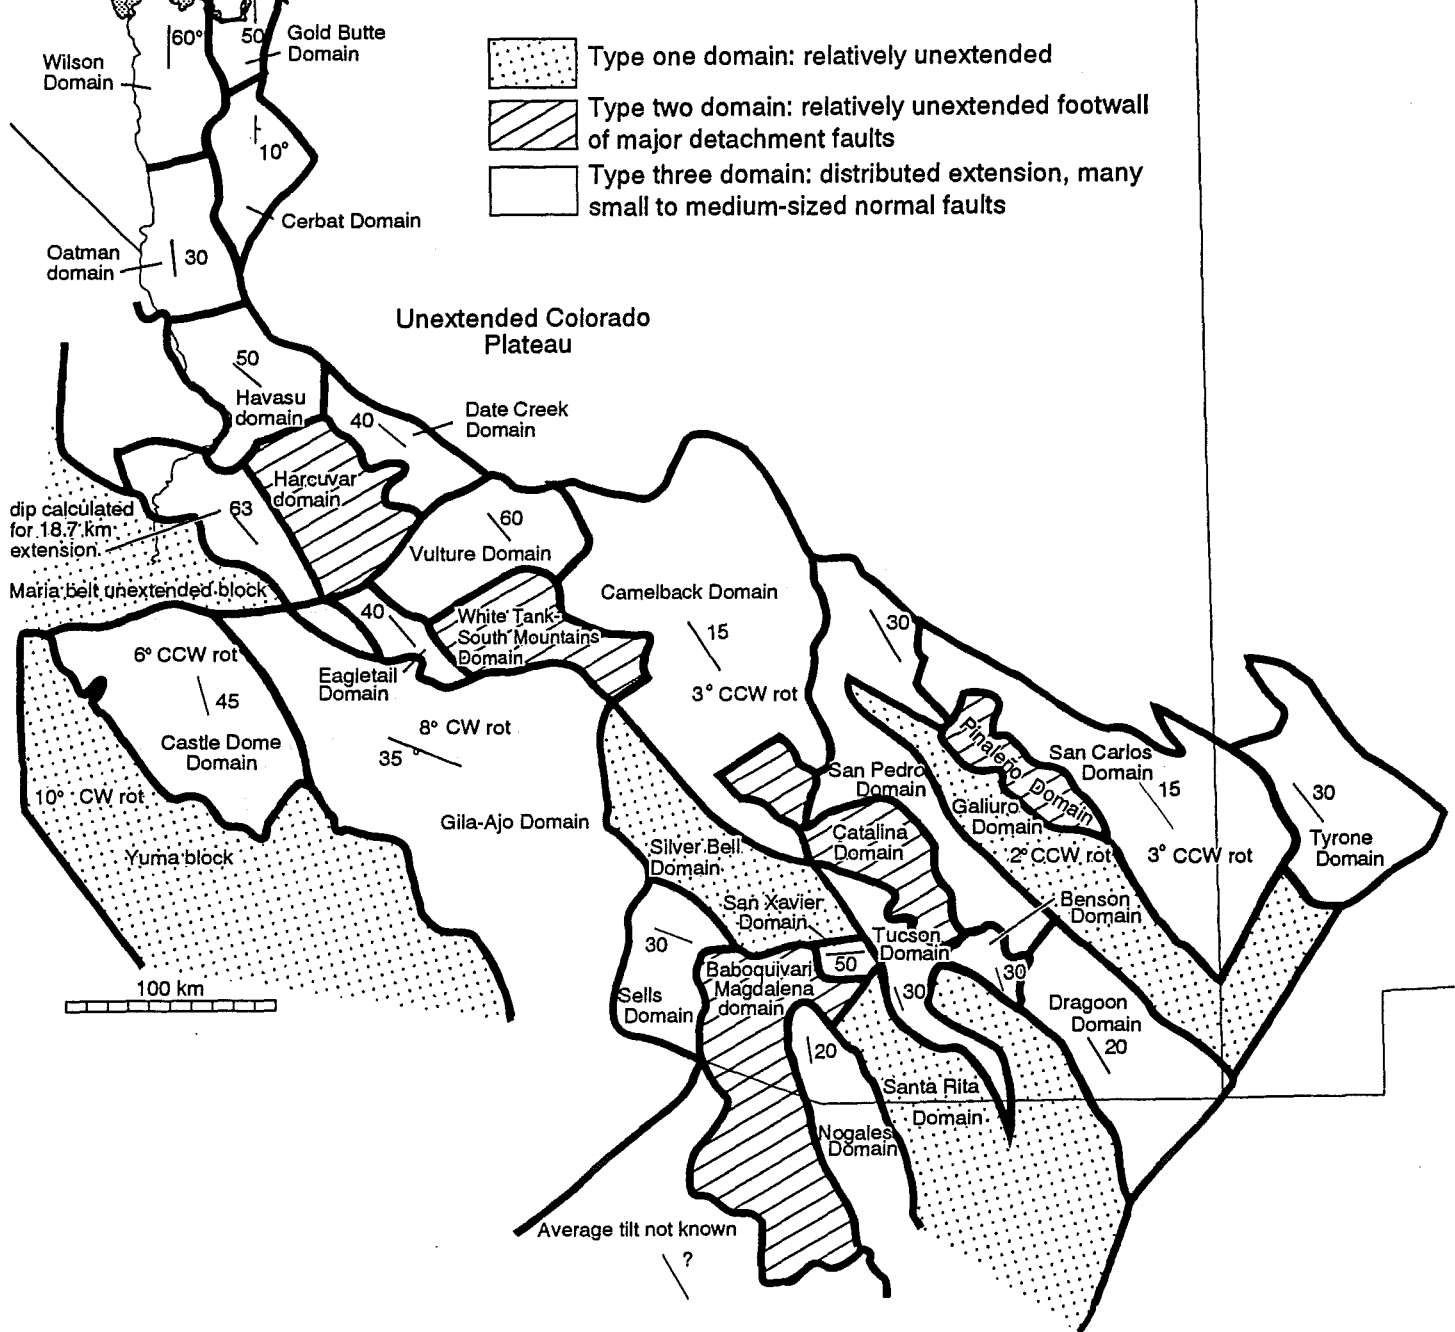 60°
50
Gold Butte
Domain
Wilson
Domain
10°
Cerbat Domain
Oatman
domain
30
Type one domain: relatively unextended
Type two domain: relatively unextended footwall
of major detachment faults
Type three domain: distributed extension, many
small to medium-sized normal faults
Unextended Colorado
Plateau
50
Havasu
domain
40
Date Creek
Domain
Harcuvar
domain
dip calculated
for 18.7 km
extension.
63
60
Vulture Domain
Maria belt unextended block
40
White Tank-
South Mountains
Domain
Camelback Domain
15
3° CCW rot
30
6° CCW rot
45
Castle Dome
Domain
Eagletail
Domain
8° CW rot
35°
10° CW rot
Yuma block
Gila-Ajo Domain
San Pedro
Domain
Pinaleño Domain
San Carlos
Domain
15
3° CCW rot
30
Tyrone
Domain
Galiuro
Domain
2° CCW rot
Catalina
Domain
Silver Bell
Domain
San Xavier
Domain
Benson
Domain
Tucson
Domain
30
50
30
30
Baboquivari
Magdalena
domain
Sells
Domain
Dragoon
Domain
20
20
100 km
Santa Rita
Domain
Nogales
Domain
Average tilt not known
?